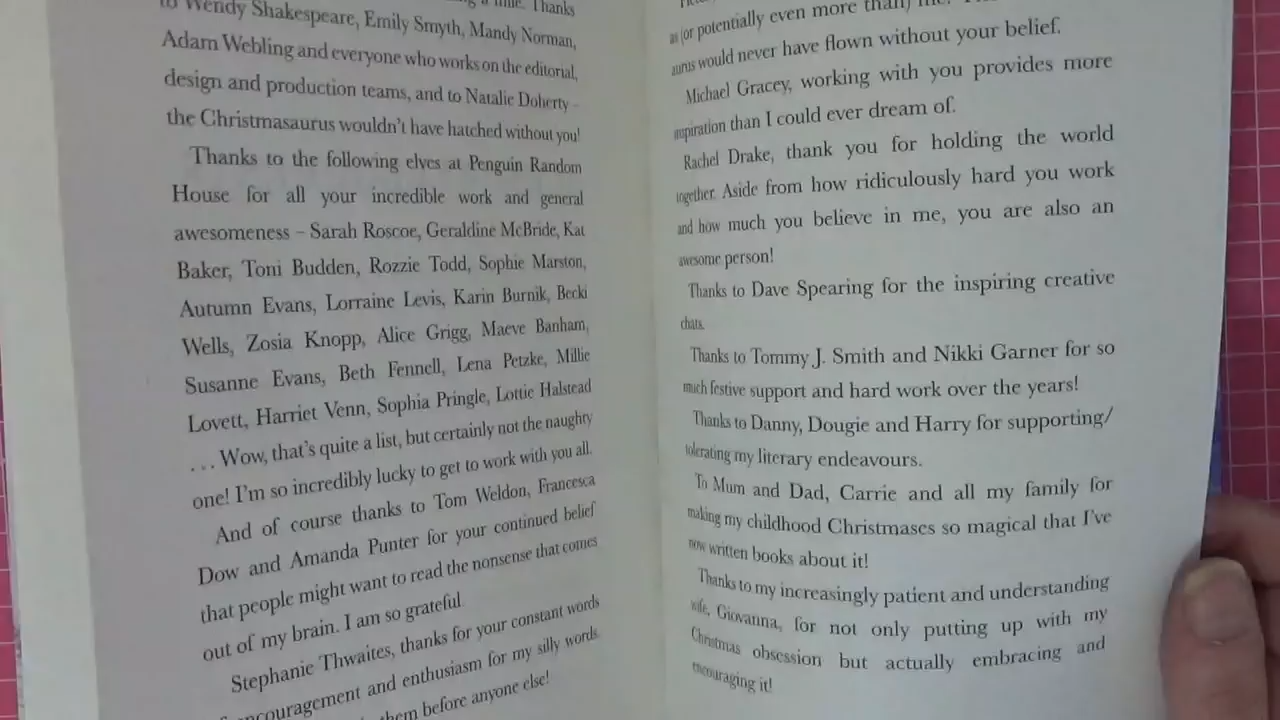 Thanks
to Wendy Shakespeare, Emily Smyth, Mandy Norman,
Adam Webling and everyone who works on the editorial,
design and production teams, and to Natalie Doherty –
the Christmasaurus wouldn't have hatched without you!
Thanks to the following elves at Penguin Random
House for all your incredible work and general
awesomeness – Sarah Roscoe, Geraldine McBride, Kat
Baker, Toni Budden, Rozzie Todd, Sophie Marston,
Autumn Evans, Lorraine Levis, Karin Burnik, Becki
Wells, Zosia Knopp, Alice Grigg, Maeve Banham,
Susanne Evans, Beth Fennell, Lena Petzke, Millie
Lovett, Harriet Venn, Sophia Pringle, Lottie Halstead
. . . Wow, that's quite a list, but certainly not the naughty
one! I'm so incredibly lucky to get to work with you all.
And of course thanks to Tom Weldon, Francesca
Dow and Amanda Punter for your continued belief
that people might want to read the nonsense that comes
out of my brain. I am so grateful.
Stephanie Thwaites, thanks for your constant words
encouragement and enthusiasm for my silly words.
them before anyone else!
as (or potentially even more than) me!
aurus would never have flown without your belief.
Michael Gracey, working with you provides more
inspiration than I could ever dream of.
Rachel Drake, thank you for holding the world
together. Aside from how ridiculously hard you work
and how much you believe in me, you are also an
awesome person!
Thanks to Dave Spearing for the inspiring creative
chats.
Thanks to Tommy J. Smith and Nikki Garner for so
much festive support and hard work over the years!
Thanks to Danny, Dougie and Harry for supporting/
tolerating my literary endeavours.
To Mum and Dad, Carrie and all my family for
making my childhood Christmases so magical that I've
now written books about it!
Thanks to my increasingly patient and understanding
wife, Giovanna, for not only putting up with my
Christmas obsession but actually embracing and
encouraging it!